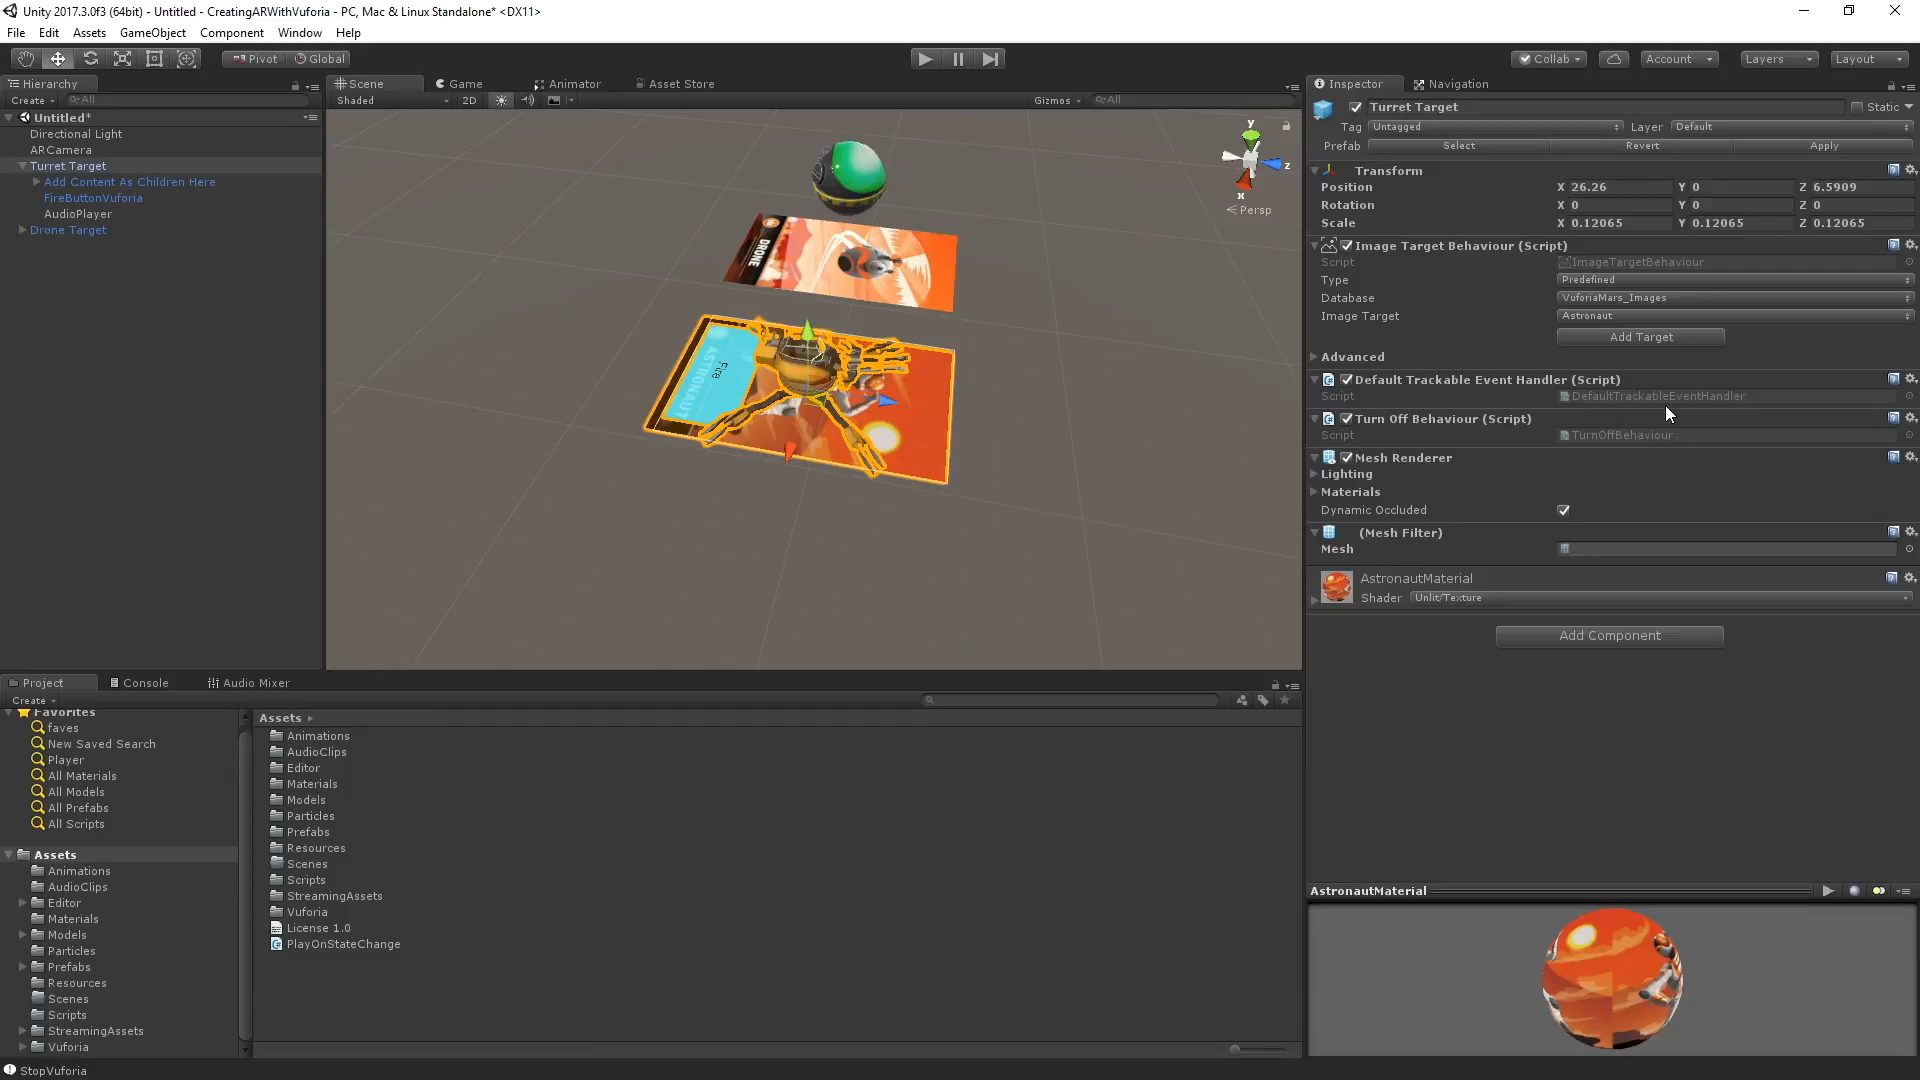 Unity 2017.3.0f3 (64bit) - Untitled - CreatingARWithVuforia - PC, Mac & Linux Standalone* <DX11>
File Edit Assets GameObject Component Window Help
Pivot Global Collab Account Layers Layout
Hierarchy
Create All
Untitled*
Directional Light
ARCamera
Turret Target
Add Content As Children Here
FireButtonVuforia
AudioPlayer
Drone Target
Scene Game Animator Asset Store
Shaded 2D Gizmos All
y
z
x
Persp
DRONE
ASTRONAUT
Fire
Inspector Navigation
Turret Target Static
Tag Untagged Layer Default
Prefab Select Revert Apply
Transform
Position X 26.26 Y 0 Z 6.5909
Rotation X 0 Y 0 Z 0
Scale X 0.12065 Y 0.12065 Z 0.12065
Image Target Behaviour (Script)
Script ImageTargetBehaviour
Type Predefined
Database VuforiaMars_Images
Image Target Astronaut
Add Target
Advanced
Default Trackable Event Handler (Script)
Script DefaultTrackableEventHandler
Turn Off Behaviour (Script)
Script TurnOffBehaviour
Mesh Renderer
Lighting
Materials
Dynamic Occluded
(Mesh Filter)
Mesh
AstronautMaterial
Shader Unlit/Texture
Add Component
AstronautMaterial
Project Console Audio Mixer
Create
Favorites
faves
New Saved Search
Player
All Materials
All Models
All Prefabs
All Scripts
Assets
Animations
AudioClips
Editor
Materials
Models
Particles
Prefabs
Resources
Scenes
Scripts
StreamingAssets
Vuforia
Assets
Animations
AudioClips
Editor
Materials
Models
Particles
Prefabs
Resources
Scenes
Scripts
StreamingAssets
Vuforia
License 1.0
PlayOnStateChange
StopVuforia